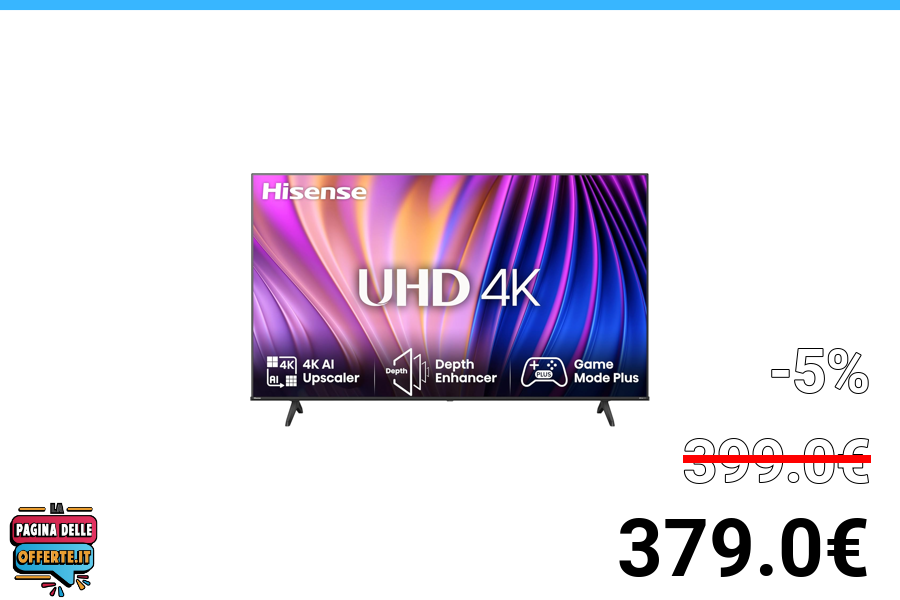 Hisense
UHD 4K
4K
AI
4K AI
Upscaler
Depth
Depth
Enhancer
PLUS
Game
Mode Plus
-5%
399.0€
379.0€
LA
PAGINA DELLE
OFFERTE.IT